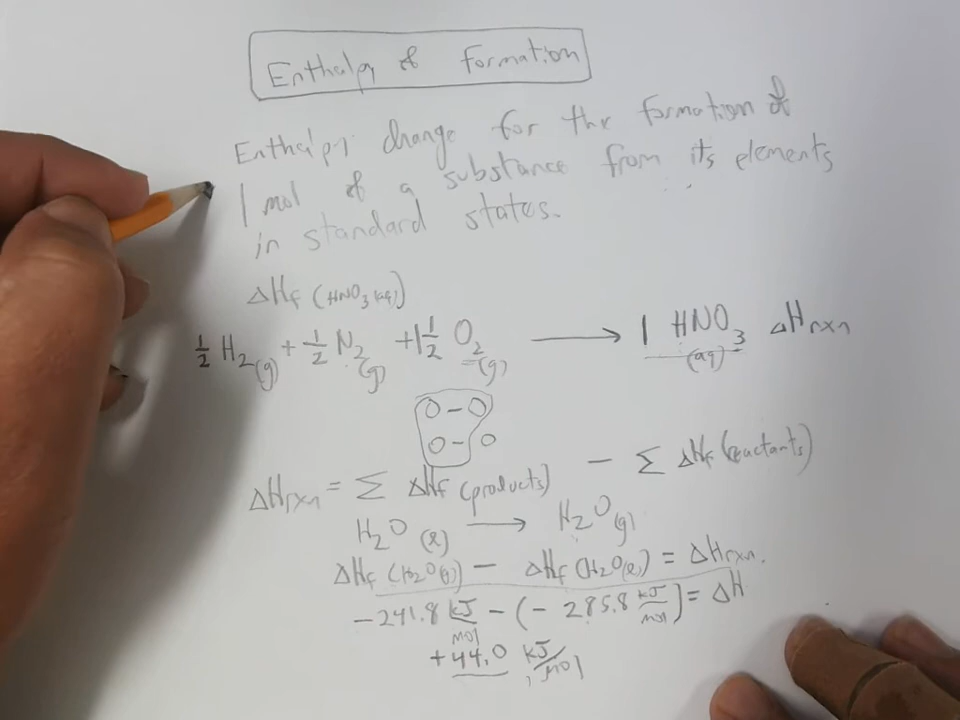 Enthalpy of formation
Enthalpy change for the formation of
1 mol of a substance from its elements
in standard states.
ΔHf (HNO3(aq))
½ H2(g) + ½ N2(g) + 1½ O2(g) → 1 HNO3(aq) ΔHrxn
O - O
O - O
ΔHrxn = Σ ΔHf (products) - Σ ΔHf (reactants)
H2O(l) → H2O(g)
ΔHf (H2O(g)) - ΔHf (H2O(l)) = ΔHrxn.
-241.8 kJ/mol - (- 285.8 kJ/mol) = ΔH
+44.0 kJ/mol